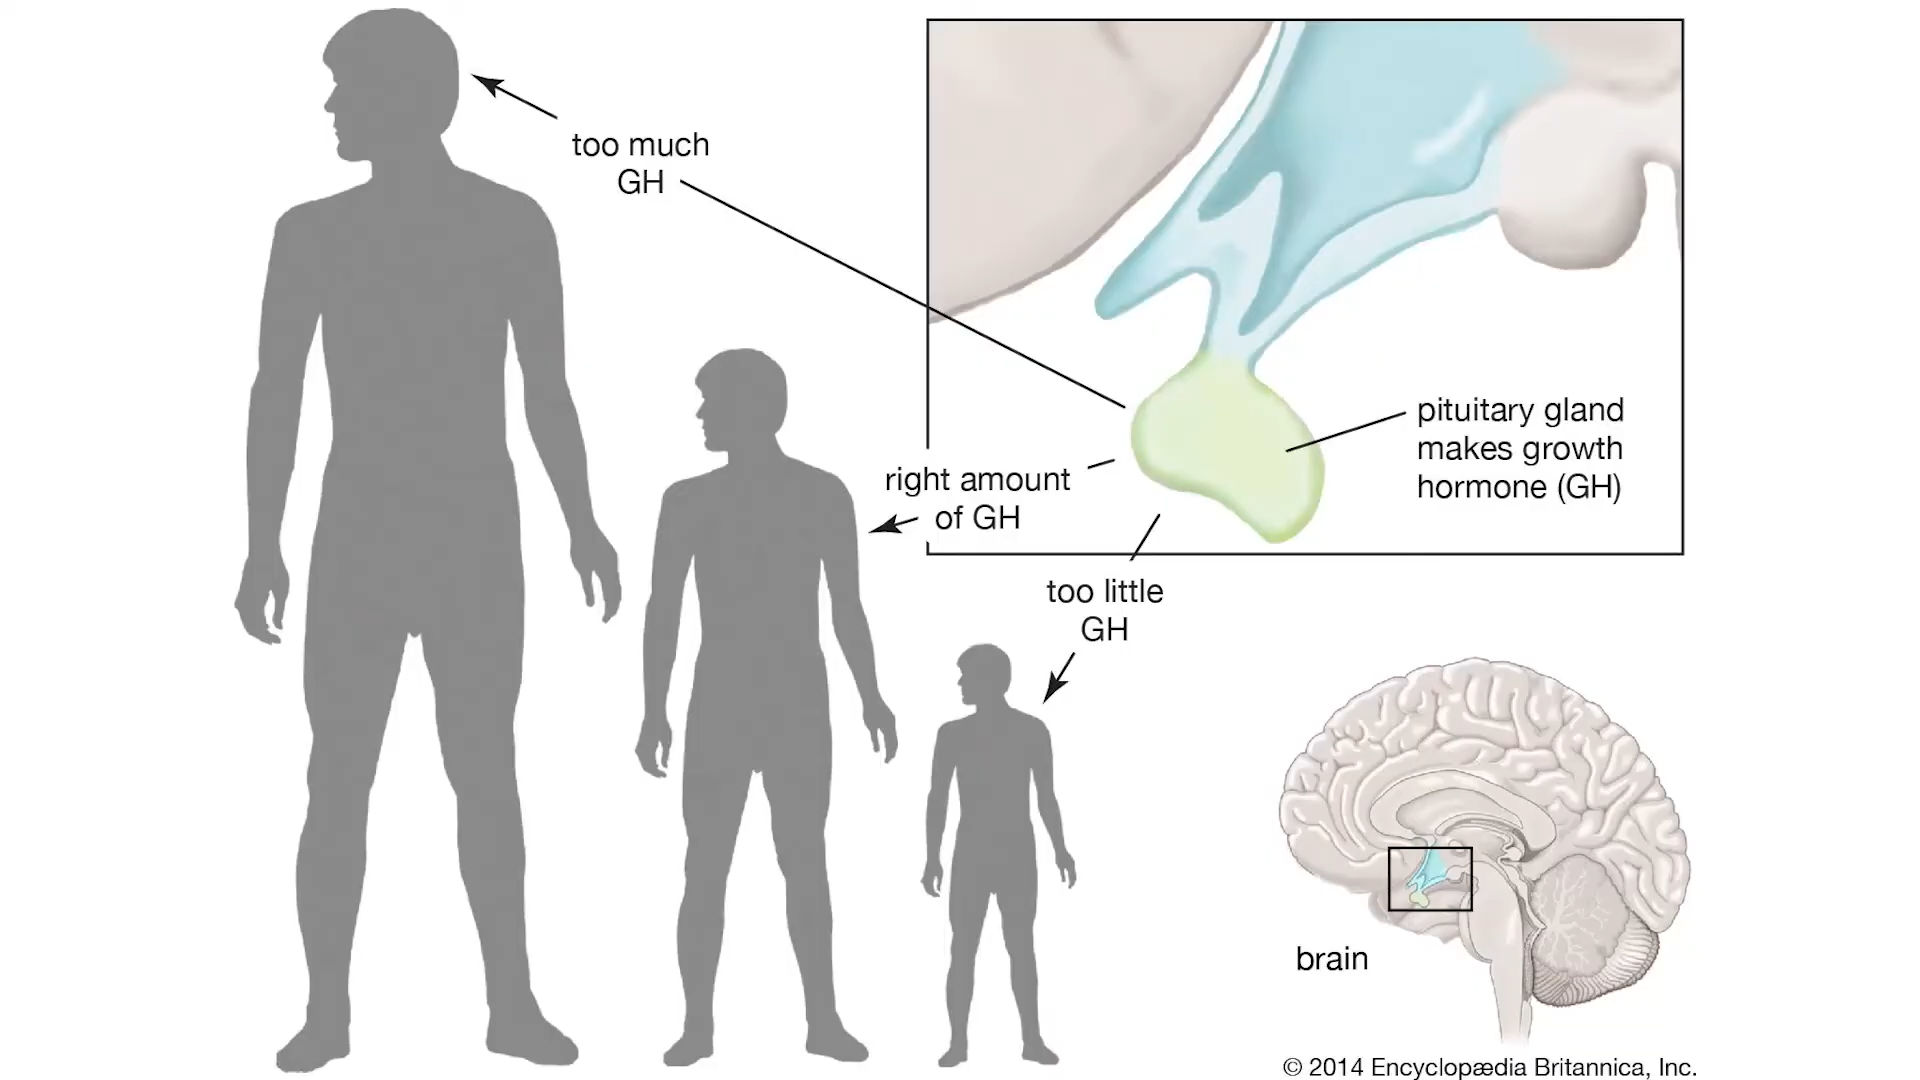 too much
GH
right amount
of GH
too little
GH
pituitary gland
makes growth
hormone (GH)
brain
© 2014 Encyclopædia Britannica, Inc.